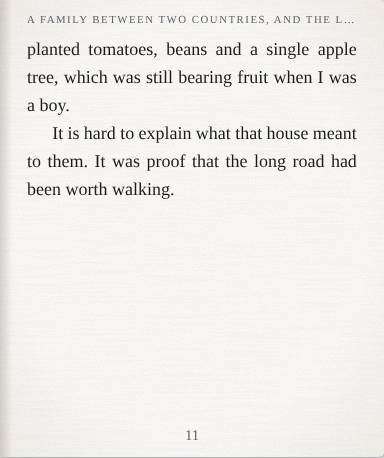 A FAMILY BETWEEN TWO COUNTRIES, AND THE L...
planted tomatoes, beans and a single apple
tree, which was still bearing fruit when I was
a boy.
It is hard to explain what that house meant
to them. It was proof that the long road had
been worth walking.
11